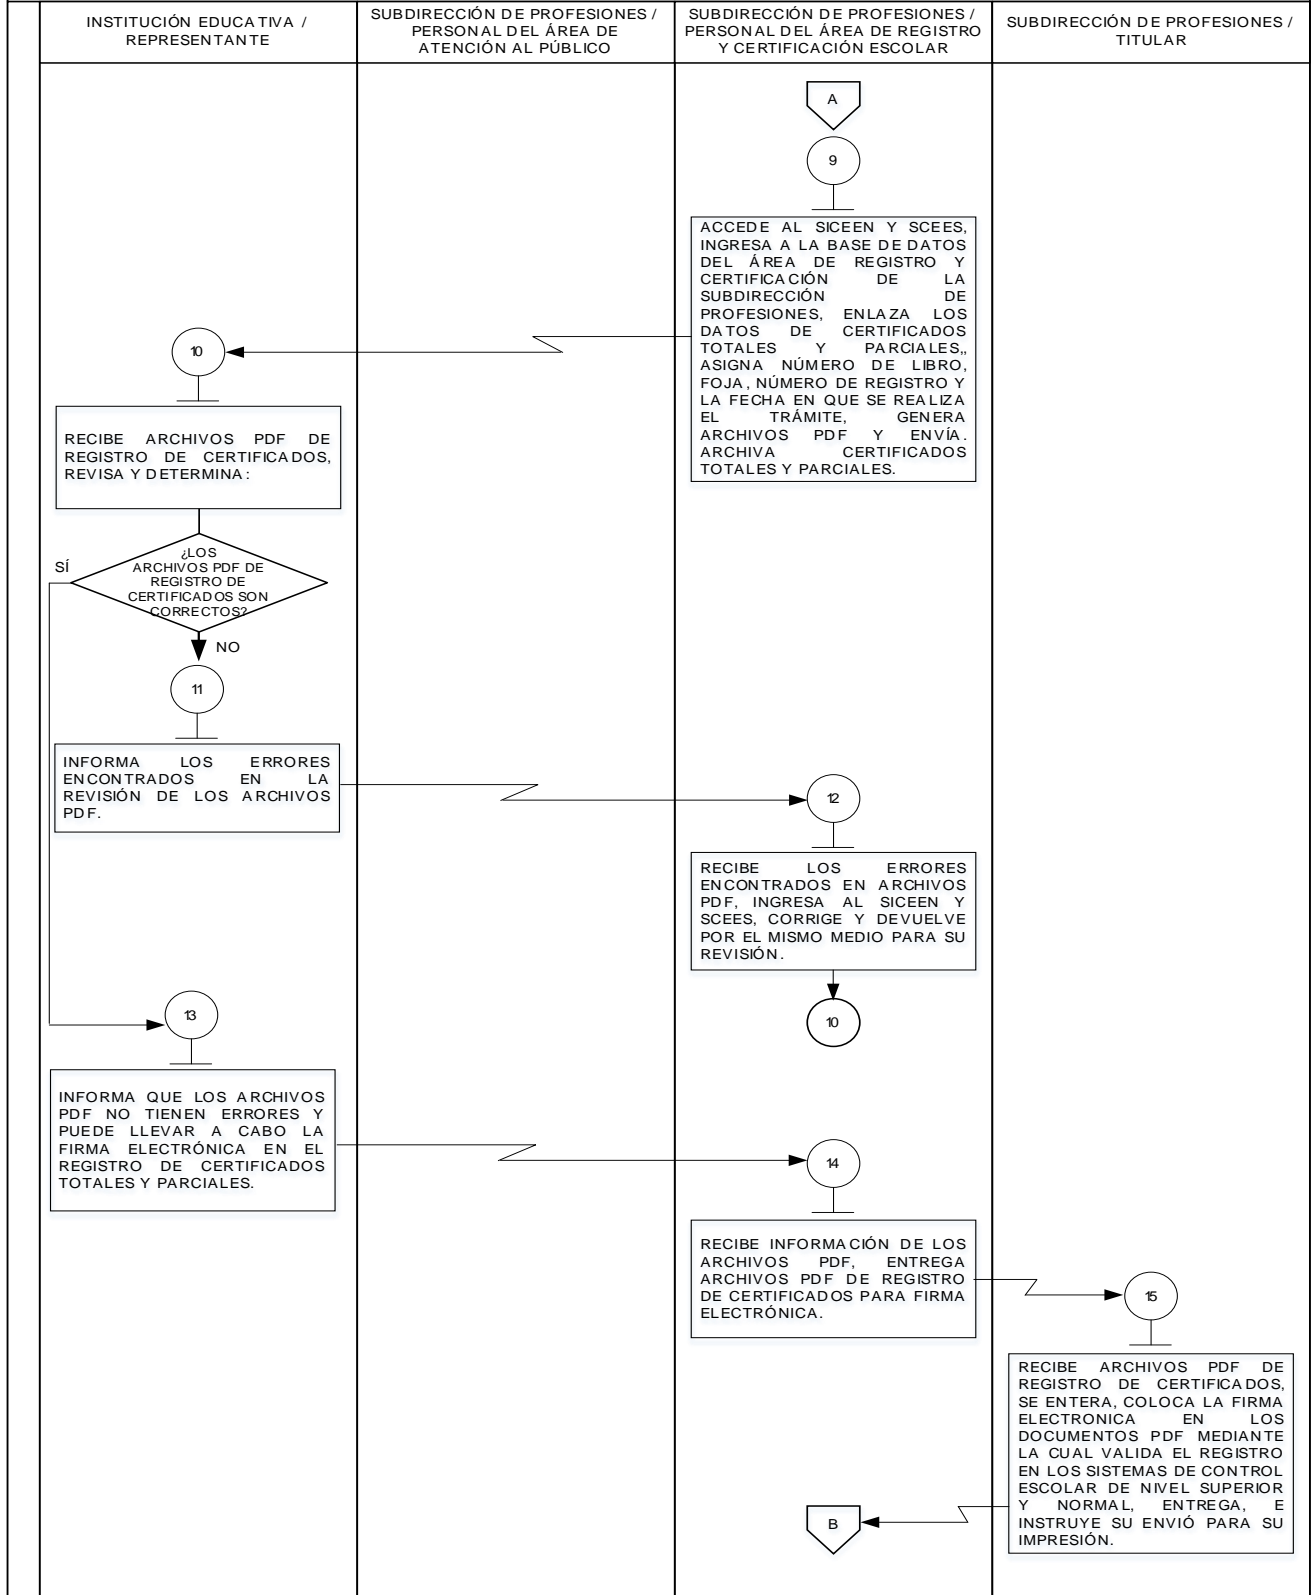 INSTITUCIÓN EDUCATIVA /
REPRESENTANTE
SUBDIRECCIÓN DE PROFESIONES /
PERSONAL DEL ÁREA DE
ATENCIÓN AL PÚBLICO
SUBDIRECCIÓN DE PROFESIONES /
PERSONAL DEL ÁREA DE REGISTRO
Y CERTIFICACIÓN ESCOLAR
SUBDIRECCIÓN DE PROFESIONES /
TITULAR
A
9
ACCEDE AL SICEEN Y SCEES,
INGRESA A LA BASE DE DATOS
DEL ÁREA DE REGISTRO Y
CERTIFICACIÓN DE LA
SUBDIRECCIÓN DE
PROFESIONES, ENLAZA LOS
DATOS DE CERTIFICADOS
TOTALES Y PARCIALES,,
ASIGNA NÚMERO DE LIBRO,
FOJA, NÚMERO DE REGISTRO Y
LA FECHA EN QUE SE REALIZA
EL TRÁMITE, GENERA
ARCHIVOS PDF Y ENVÍA.
ARCHIVA CERTIFICADOS
TOTALES Y PARCIALES.
10
RECIBE ARCHIVOS PDF DE
REGISTRO DE CERTIFICADOS,
REVISA Y DETERMINA:
¿LOS
ARCHIVOS PDF DE
REGISTRO DE
CERTIFICADOS SON
CORRECTOS?
SÍ
NO
11
INFORMA LOS ERRORES
ENCONTRADOS EN LA
REVISIÓN DE LOS ARCHIVOS
PDF.
12
RECIBE LOS ERRORES
ENCONTRADOS EN ARCHIVOS
PDF, INGRESA AL SICEEN Y
SCEES, CORRIGE Y DEVUELVE
POR EL MISMO MEDIO PARA SU
REVISIÓN.
10
13
INFORMA QUE LOS ARCHIVOS
PDF NO TIENEN ERRORES Y
PUEDE LLEVAR A CABO LA
FIRMA ELECTRÓNICA EN EL
REGISTRO DE CERTIFICADOS
TOTALES Y PARCIALES.
14
RECIBE INFORMACIÓN DE LOS
ARCHIVOS PDF, ENTREGA
ARCHIVOS PDF DE REGISTRO
DE CERTIFICADOS PARA FIRMA
ELECTRÓNICA.
15
RECIBE ARCHIVOS PDF DE
REGISTRO DE CERTIFICADOS,
SE ENTERA, COLOCA LA FIRMA
ELECTRONICA EN LOS
DOCUMENTOS PDF MEDIANTE
LA CUAL VALIDA EL REGISTRO
EN LOS SISTEMAS DE CONTROL
ESCOLAR DE NIVEL SUPERIOR
Y NORMAL, ENTREGA, E
INSTRUYE SU ENVIÓ PARA SU
IMPRESIÓN.
B